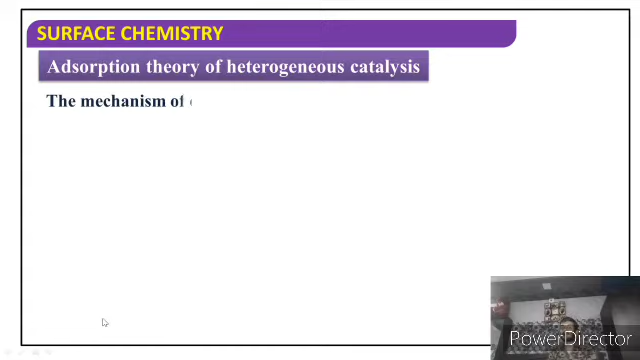 SURFACE CHEMISTRY
Adsorption theory of heterogeneous catalysis
The mechanism of
PowerDirector